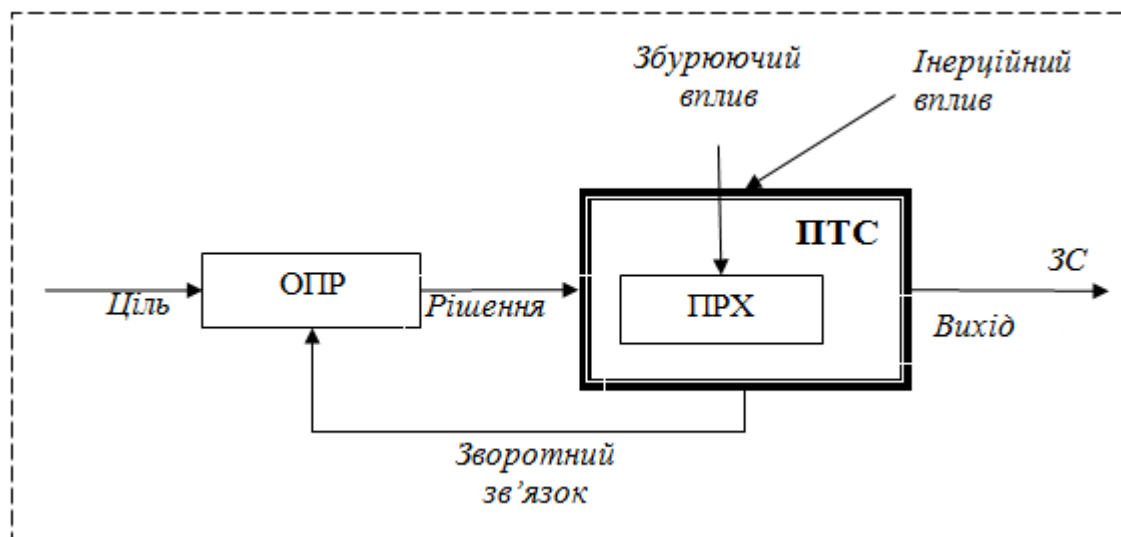 Збурюючий
вплив
Інерційний
вплив
ПТС
ЗС
ОПР
ПРХ
Ціль
Рішення
Вихід
Зворотний
зв’язок